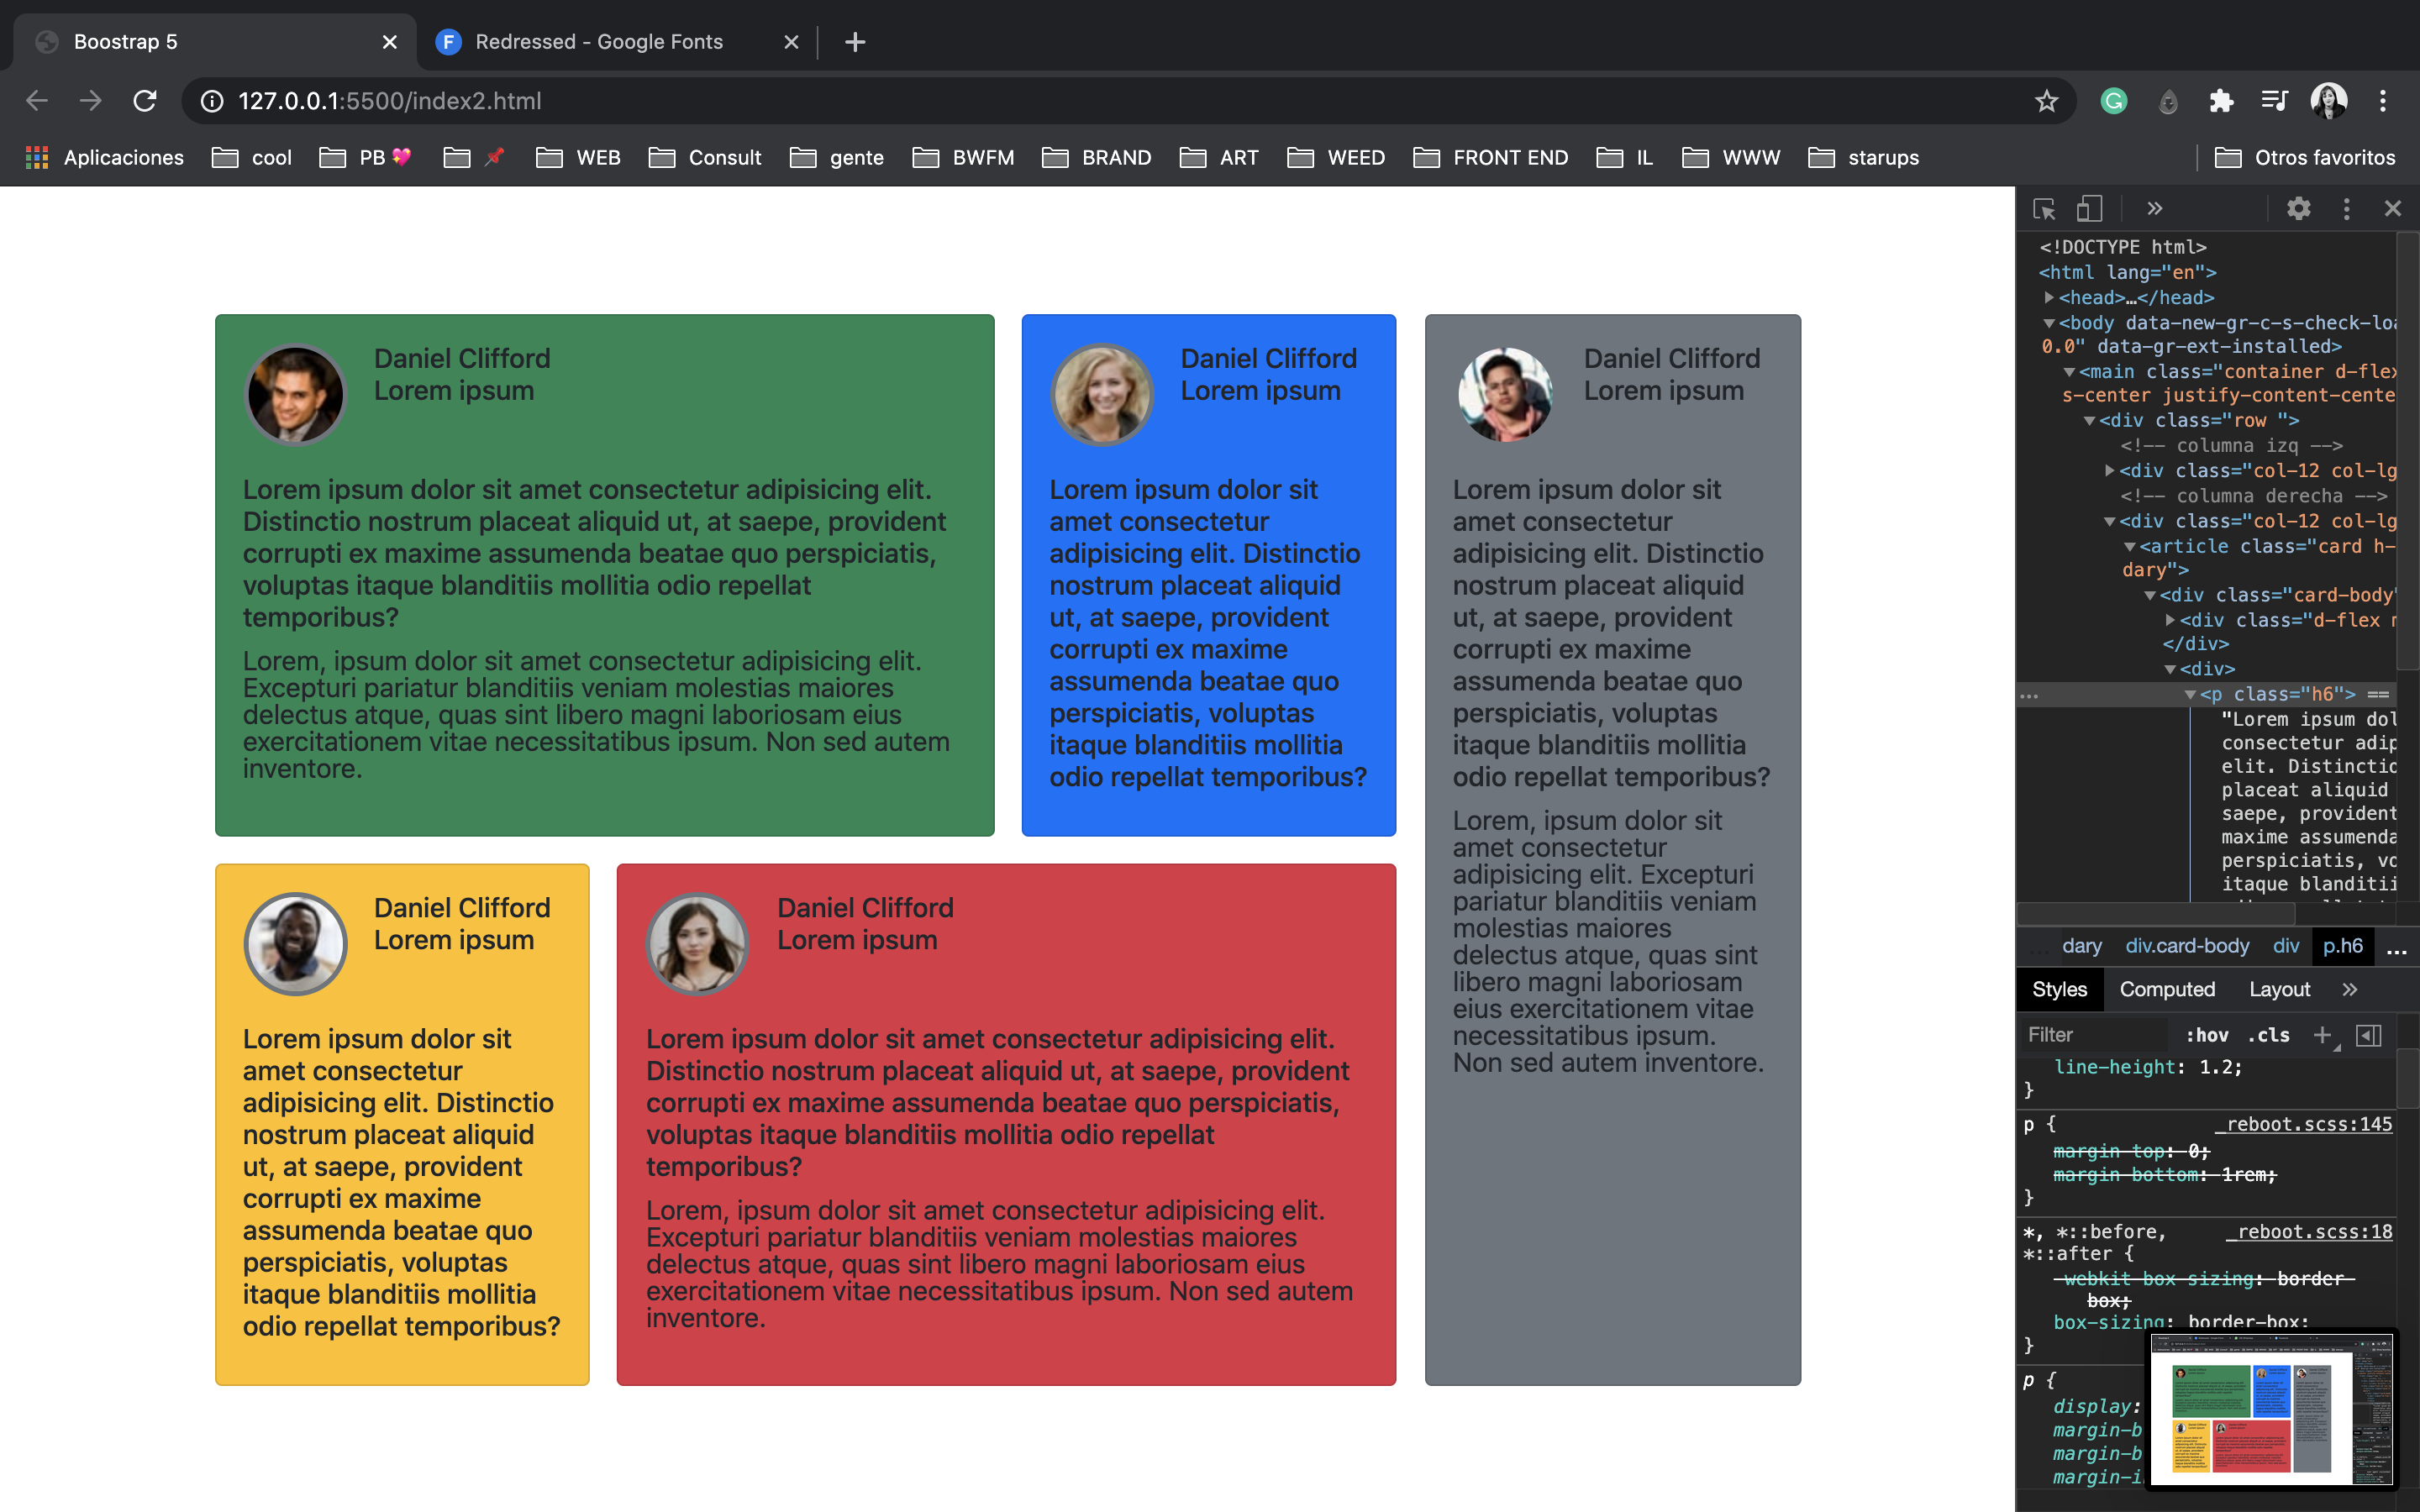 Boostrap 5
Redressed - Google Fonts
127.0.0.1:5500/index2.html
Aplicaciones cool PB WEB Consult gente BWFM BRAND ART WEED FRONT END IL WWW starups Otros favoritos
Daniel Clifford
Lorem ipsum
Lorem ipsum dolor sit amet consectetur adipisicing elit.
Distinctio nostrum placeat aliquid ut, at saepe, provident
corrupti ex maxime assumenda beatae quo perspiciatis,
voluptas itaque blanditiis mollitia odio repellat
temporibus?
Lorem, ipsum dolor sit amet consectetur adipisicing elit.
Excepturi pariatur blanditiis veniam molestias maiores
delectus atque, quas sint libero magni laboriosam eius
exercitationem vitae necessitatibus ipsum. Non sed autem
inventore.
Daniel Clifford
Lorem ipsum
Lorem ipsum dolor sit
amet consectetur
adipisicing elit. Distinctio
nostrum placeat aliquid
ut, at saepe, provident
corrupti ex maxime
assumenda beatae quo
perspiciatis, voluptas
itaque blanditiis mollitia
odio repellat temporibus?
Daniel Clifford
Lorem ipsum
Lorem ipsum dolor sit
amet consectetur
adipisicing elit. Distinctio
nostrum placeat aliquid
ut, at saepe, provident
corrupti ex maxime
assumenda beatae quo
perspiciatis, voluptas
itaque blanditiis mollitia
odio repellat temporibus?
Lorem, ipsum dolor sit
amet consectetur
adipisicing elit. Excepturi
pariatur blanditiis veniam
molestias maiores
delectus atque, quas sint
libero magni laboriosam
eius exercitationem vitae
necessitatibus ipsum.
Non sed autem inventore.
Daniel Clifford
Lorem ipsum
Lorem ipsum dolor sit
amet consectetur
adipisicing elit. Distinctio
nostrum placeat aliquid
ut, at saepe, provident
corrupti ex maxime
assumenda beatae quo
perspiciatis, voluptas
itaque blanditiis mollitia
odio repellat temporibus?
Daniel Clifford
Lorem ipsum
Lorem ipsum dolor sit amet consectetur adipisicing elit.
Distinctio nostrum placeat aliquid ut, at saepe, provident
corrupti ex maxime assumenda beatae quo perspiciatis,
voluptas itaque blanditiis mollitia odio repellat
temporibus?
Lorem, ipsum dolor sit amet consectetur adipisicing elit.
Excepturi pariatur blanditiis veniam molestias maiores
delectus atque, quas sint libero magni laboriosam eius
exercitationem vitae necessitatibus ipsum. Non sed autem
inventore.
<!DOCTYPE html>
<html lang="en">
<head>…</head>
<body data-new-gr-c-s-check-loa
0.0" data-gr-ext-installed>
<main class="container d-flex
s-center justify-content-cente
<div class="row ">
<!-- columna izq -->
<div class="col-12 col-lg
<!-- columna derecha -->
<div class="col-12 col-lg
<article class="card h-
dary">
<div class="card-body"
<div class="d-flex m
</div>
<div>
<p class="h6"> ==
"Lorem ipsum dol
consectetur adip
elit. Distinctio
placeat aliquid
saepe, provident
maxime assumenda
perspiciatis, vo
itaque blanditii
... dary div.card-body div p.h6 ...
Styles Computed Layout
Filter :hov .cls
line-height: 1.2;
}
p { _reboot.scss:145
margin-top: 0;
margin-bottom: 1rem;
}
*, *::before, _reboot.scss:18
*::after {
-webkit-box-sizing: border-
box;
box-sizing: border-box;
}
p {
display:
margin-b
margin-b
margin-i